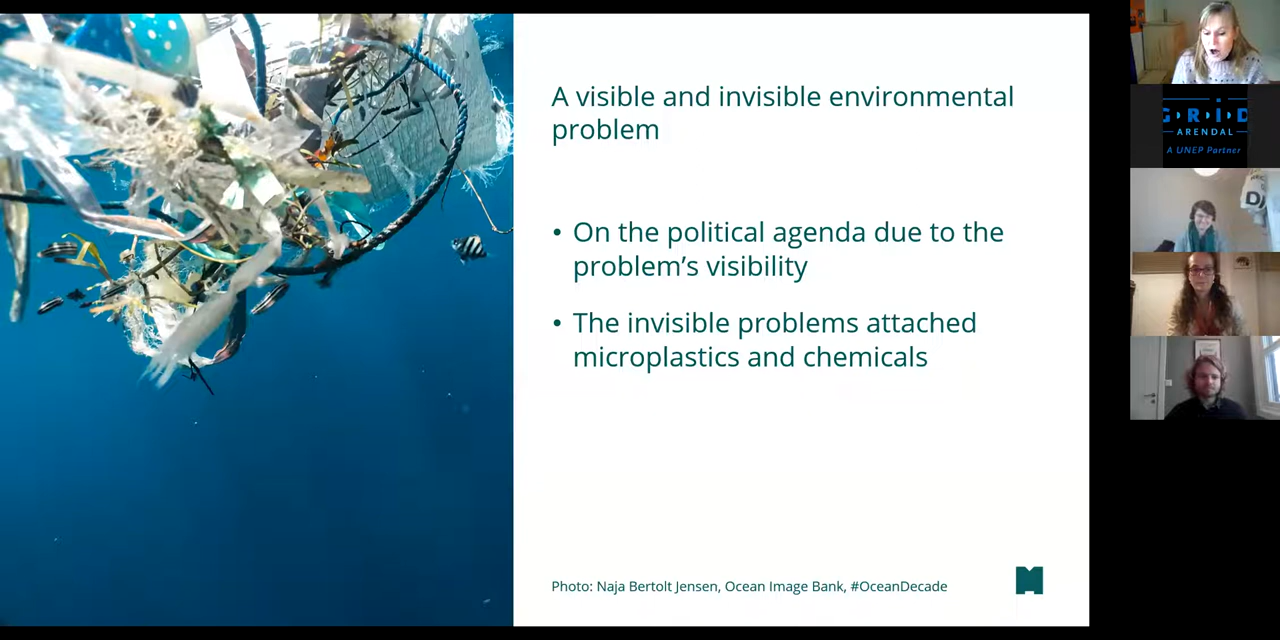 A visible and invisible environmental
problem
• On the political agenda due to the
problem's visibility
• The invisible problems attached
microplastics and chemicals
Photo: Naja Bertolt Jensen, Ocean Image Bank, #OceanDecade
GRID
ARENDAL
A UNEP Partner